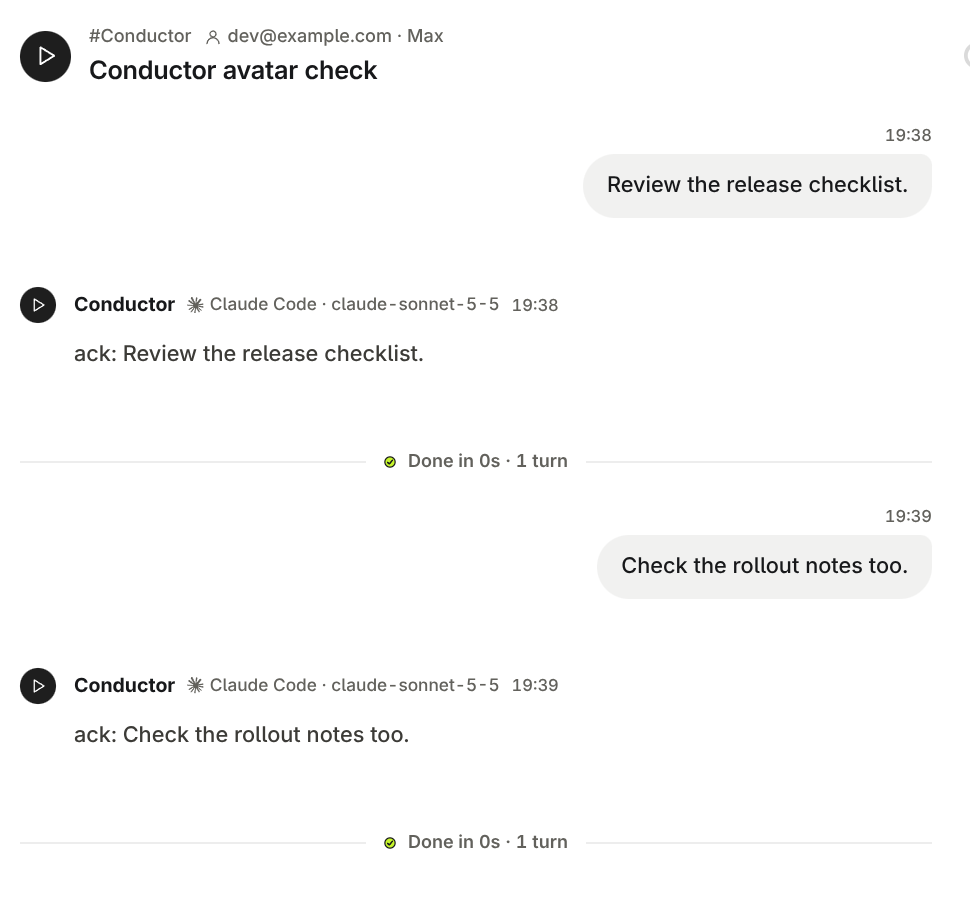 #Conductor dev@example.com · Max
Conductor avatar check
19:38
Review the release checklist.
Conductor Claude Code · claude-sonnet-5-5 19:38
ack: Review the release checklist.
Done in 0s · 1 turn
19:39
Check the rollout notes too.
Conductor Claude Code · claude-sonnet-5-5 19:39
ack: Check the rollout notes too.
Done in 0s · 1 turn